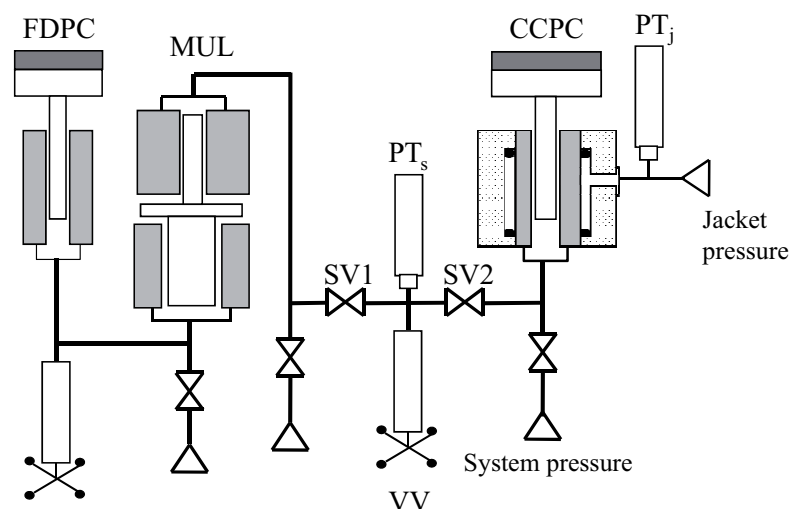 FDPC
MUL
CCPC
PTj
PTs
Jacket
pressure
SV1
SV2
System pressure
VV